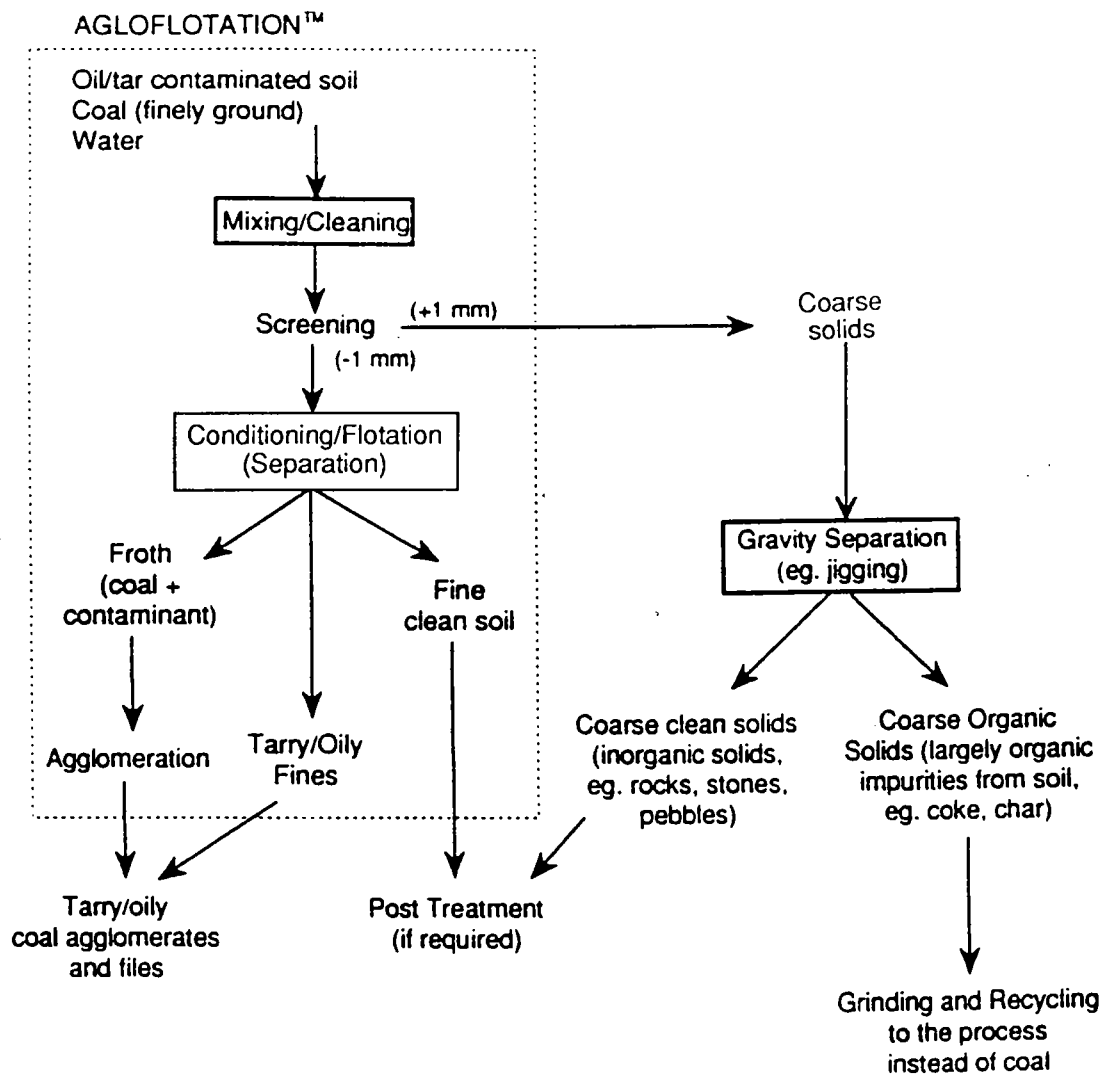 AGLOFLOTATION™
Oil/tar contaminated soil
Coal (finely ground)
Water
Mixing/Cleaning
Screening
(+1 mm)
(-1 mm)
Coarse
solids
Conditioning/Flotation
(Separation)
Froth
(coal +
contaminant)
Fine
clean soil
Gravity Separation
(eg. jigging)
Agglomeration
Tarry/Oily
Fines
Coarse clean solids
(inorganic solids,
eg. rocks, stones,
pebbles)
Coarse Organic
Solids (largely organic
impurities from soil,
eg. coke, char)
Tarry/oily
coal agglomerates
and files
Post Treatment
(if required)
Grinding and Recycling
to the process
instead of coal